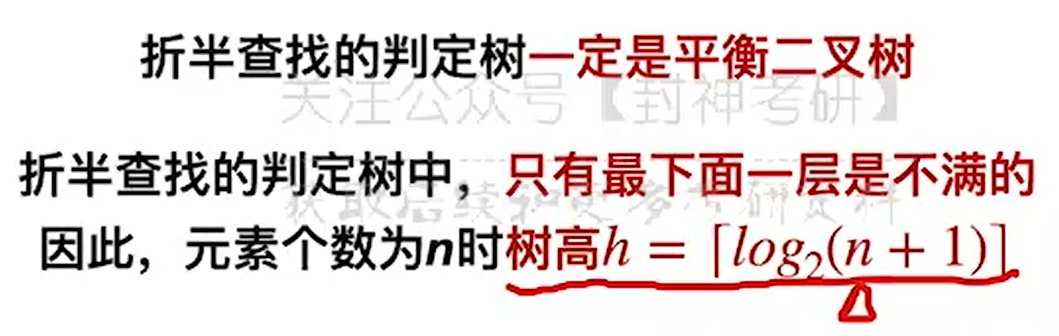 折半查找的判定树一定是平衡二叉树
关注公众号【封神考研】
折半查找的判定树中，只有最下面一层是不满的
获取后续和更多考研资料
因此，元素个数为n时树高h = ⌈log₂(n + 1)⌉